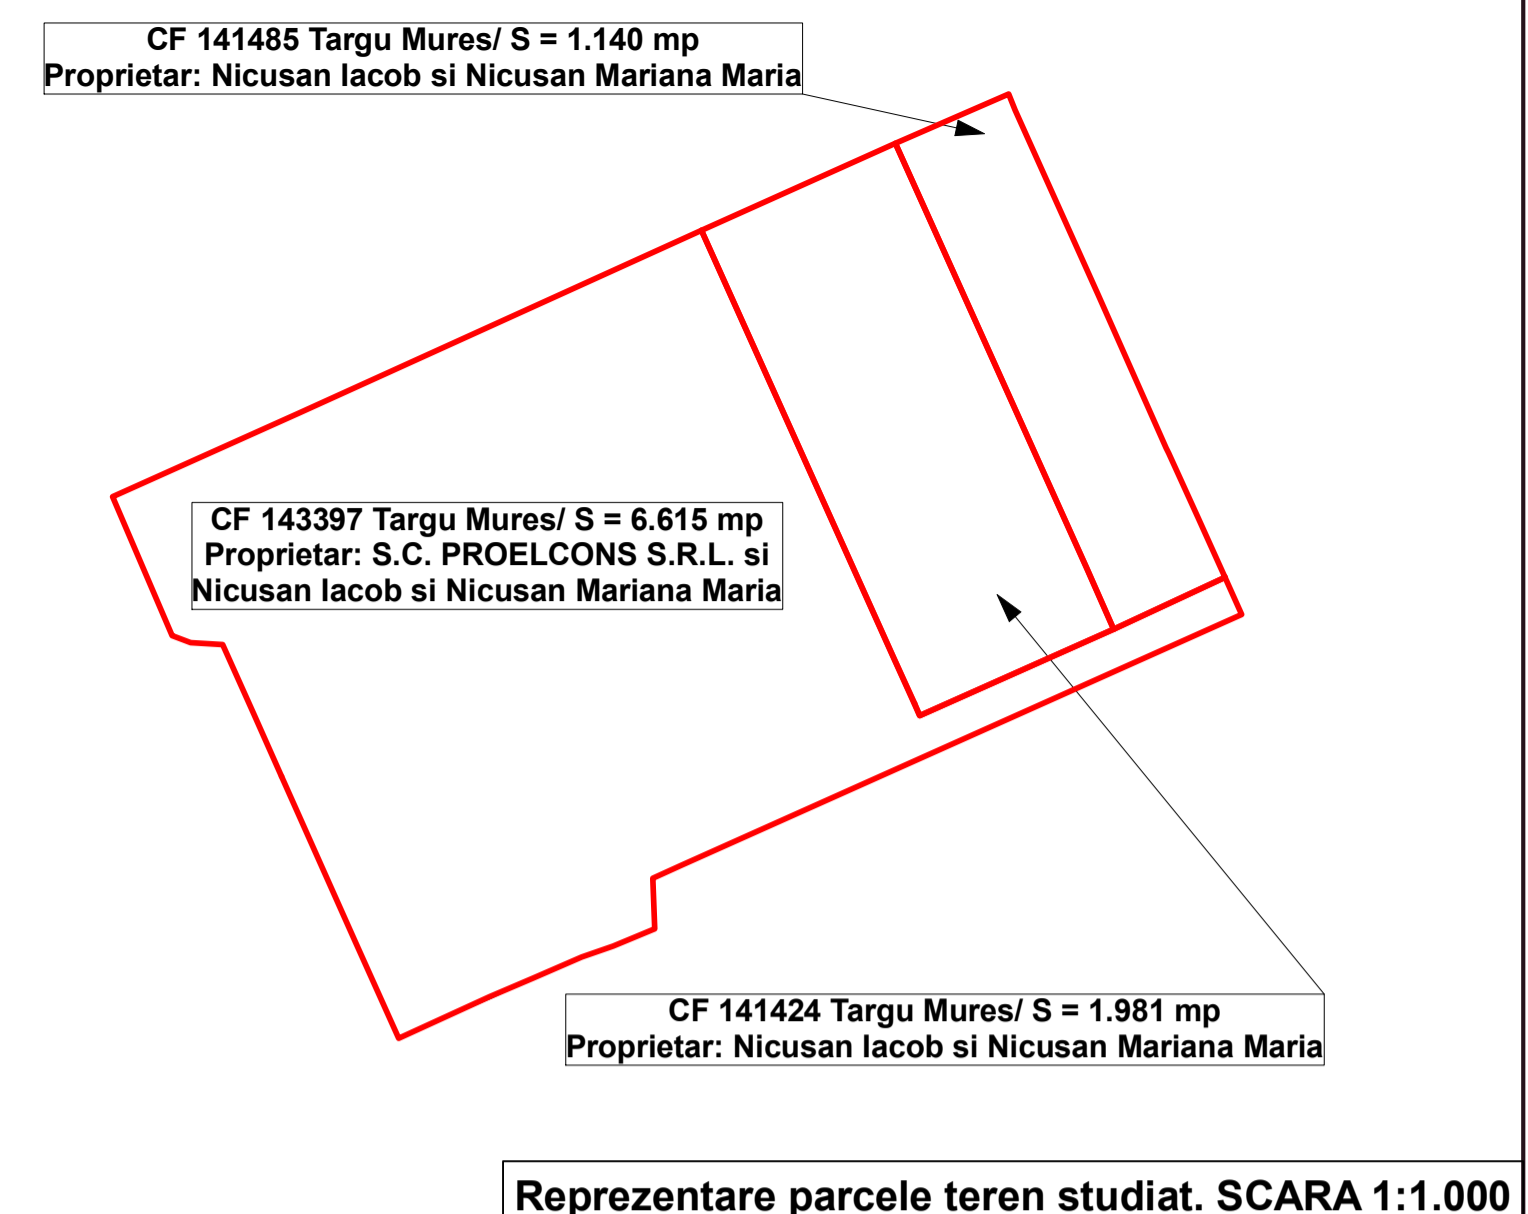 CF 141485 Targu Mures/ S = 1.140 mp
Proprietar: Nicusan Iacob si Nicusan Mariana Maria
CF 143397 Targu Mures/ S = 6.615 mp
Proprietar: S.C. PROELCONS S.R.L. si
Nicusan Iacob si Nicusan Mariana Maria
CF 141424 Targu Mures/ S = 1.981 mp
Proprietar: Nicusan Iacob si Nicusan Mariana Maria
Reprezentare parcele teren studiat. SCARA 1:1.000